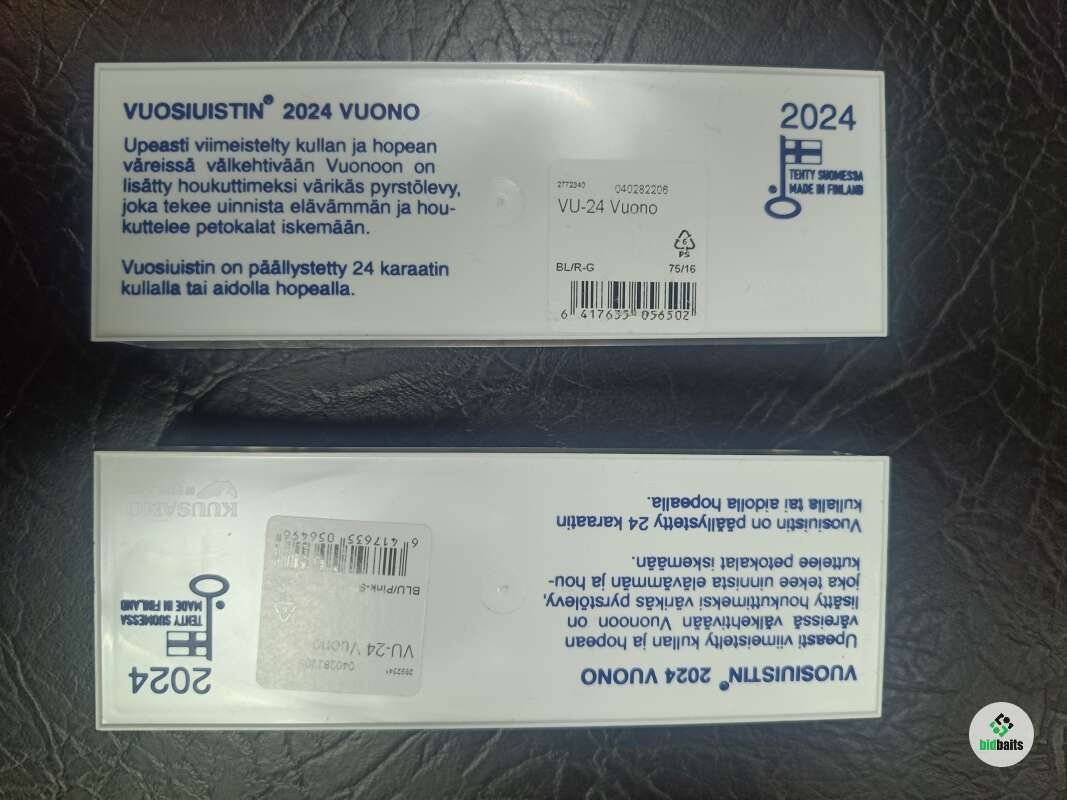 VUOSIUISTIN® 2024 VUONO
Upeasti viimeistelty kullan ja hopean
väreissä välkehtivään Vuonoon on
lisätty houkuttimeksi värikäs pyrstölevy,
joka tekee uinnista elävämmän ja hou-
kuttelee petokalat iskemään.
Vuosiuistin on päällystetty 24 karaatin
kullalla tai aidolla hopealla.
2772340 040282206
VU-24 Vuono
6
PS
BL/R-G 75/16
6 417635 056502
2024
TEHTY SUOMESSA
MADE IN FINLAND
VUOSIUISTIN® 2024 VUONO
Upeasti viimeistelty kullan ja hopean
väreissä välkehtivään Vuonoon on
lisätty houkuttimeksi värikäs pyrstölevy,
joka tekee uinnista elävämmän ja hou-
kuttelee petokalat iskemään.
Vuosiuistin on päällystetty 24 karaatin
kullalla tai aidolla hopealla.
VU-24 Vuono
BLU/Pink-S
6 417635 056496
2024
TEHTY SUOMESSA
MADE IN FINLAND
KUUSAMO
bidbaits